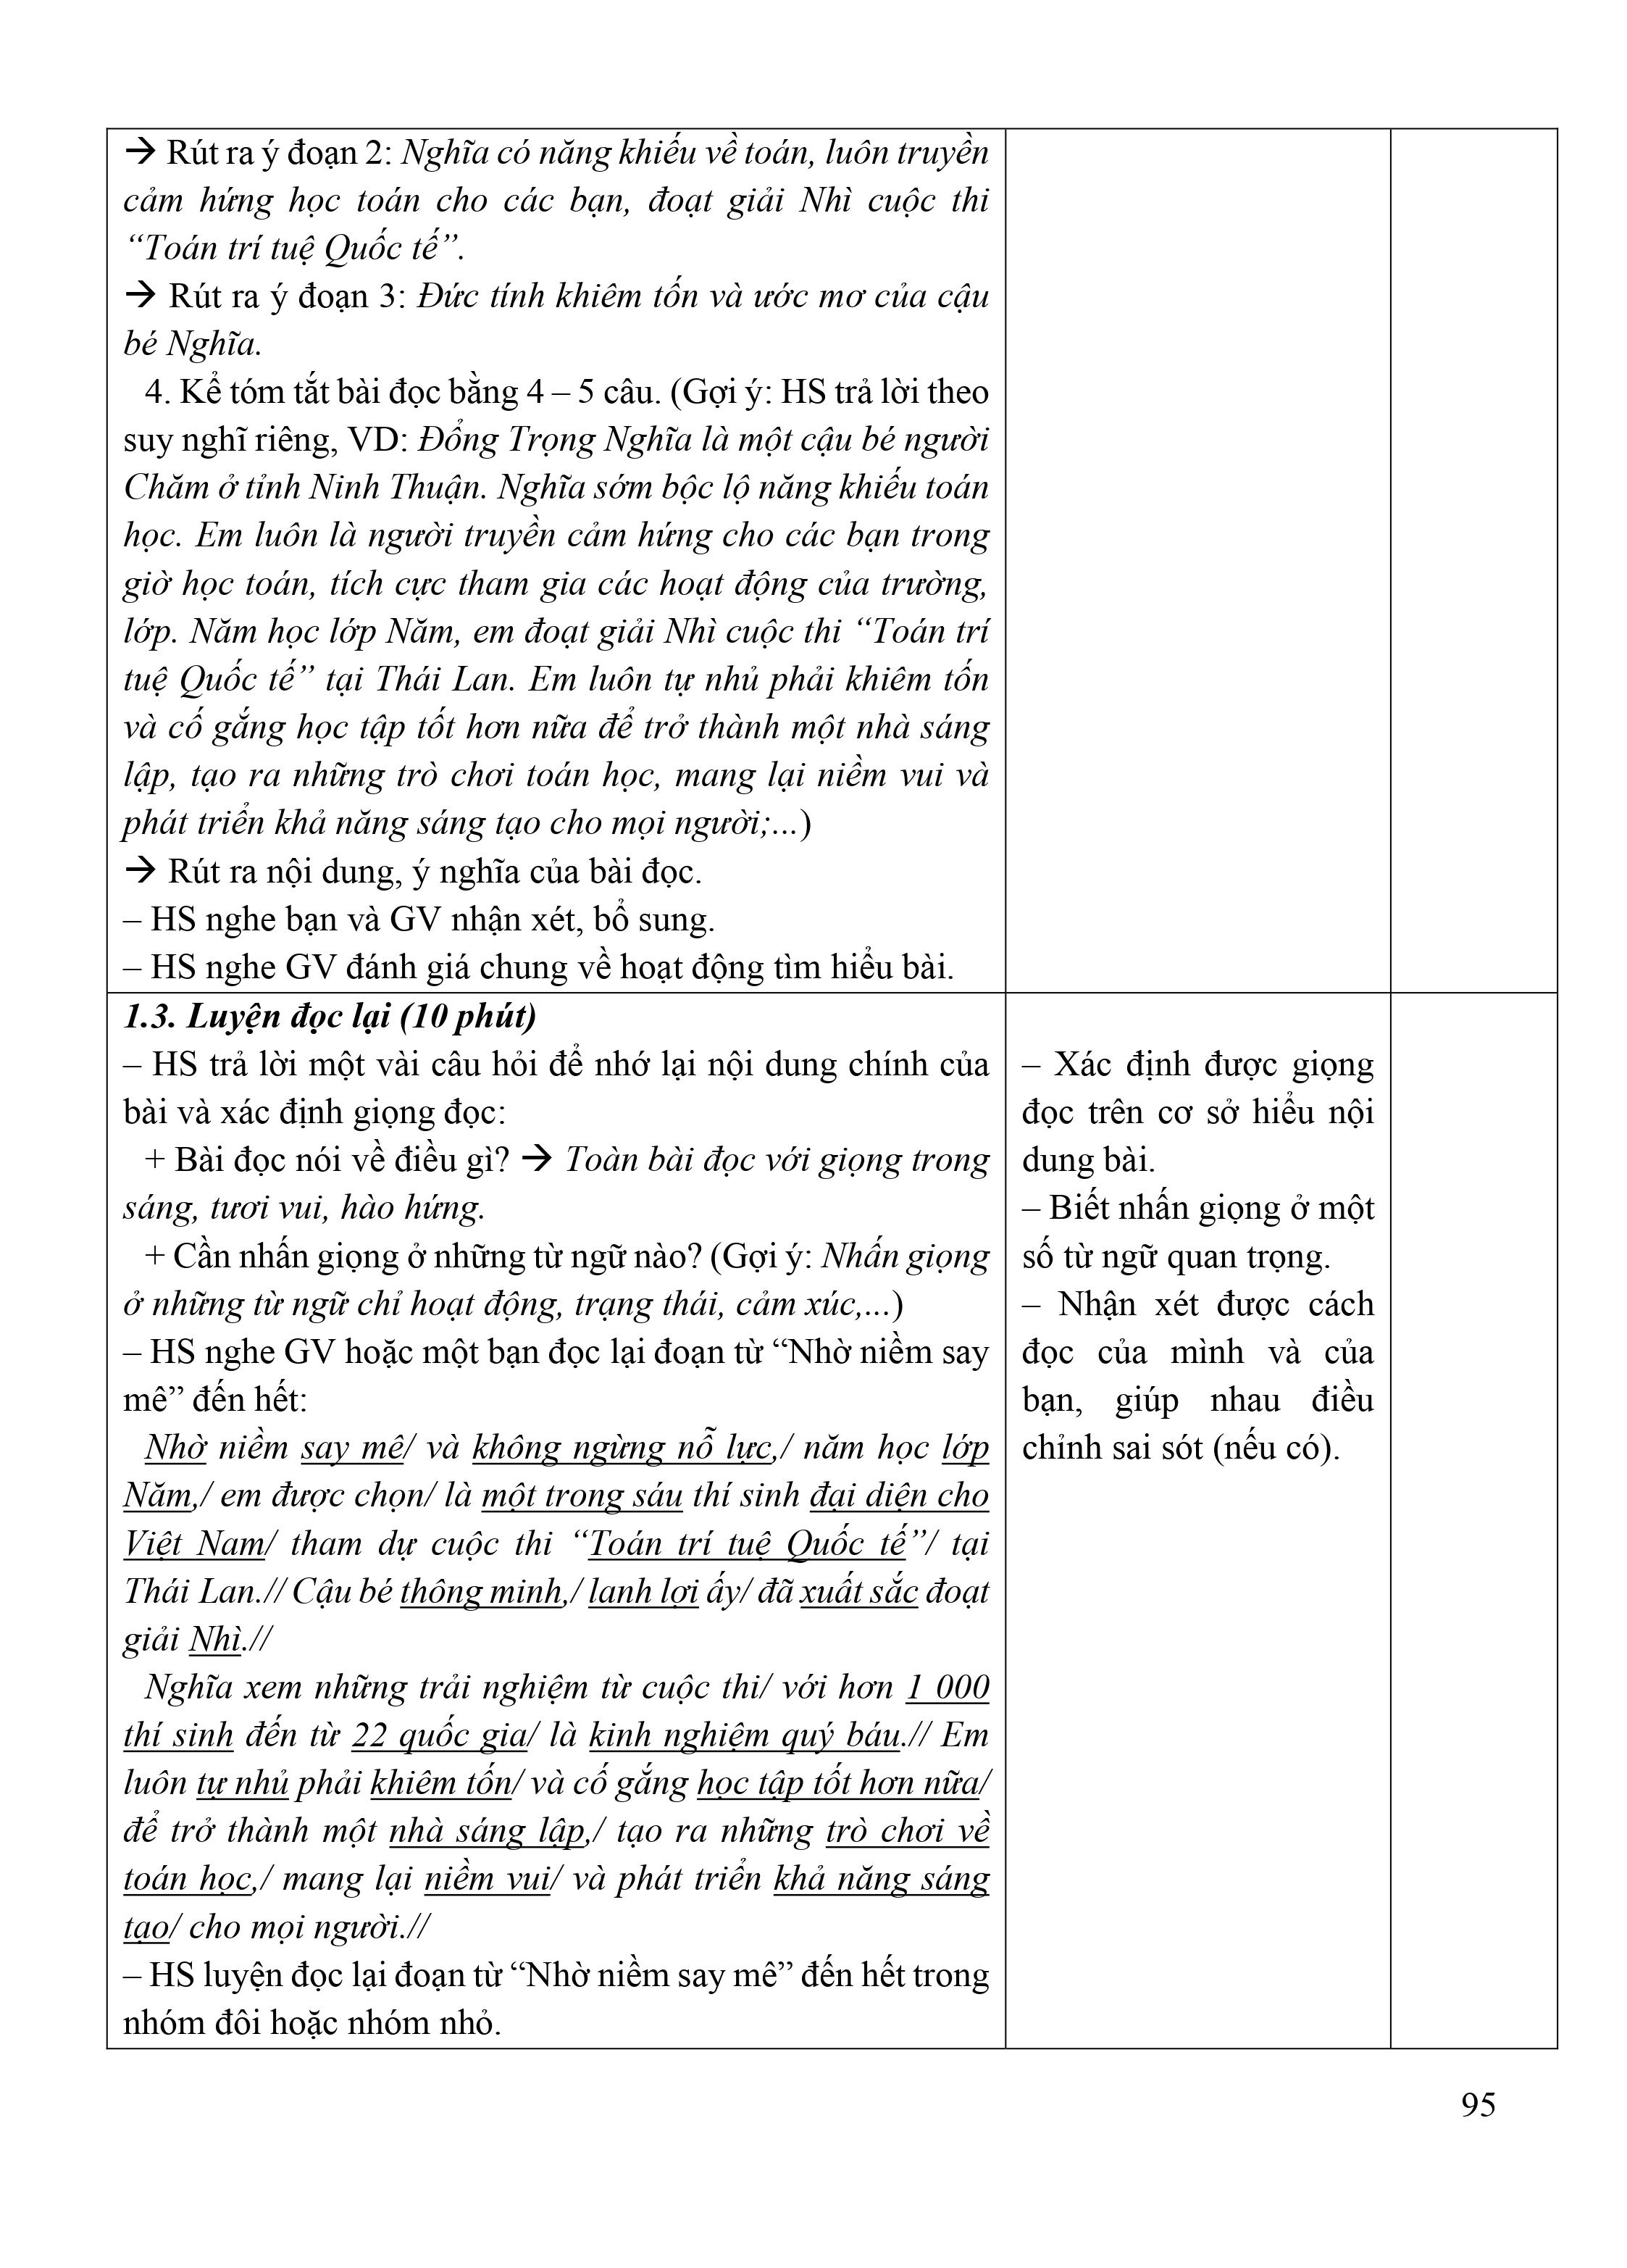 → Rút ra ý đoạn 2: Nghĩa có năng khiếu về toán, luôn truyền
cảm hứng học toán cho các bạn, đoạt giải Nhì cuộc thi
“Toán trí tuệ Quốc tế”.
→ Rút ra ý đoạn 3: Đức tính khiêm tốn và ước mơ của cậu
bé Nghĩa.
4. Kể tóm tắt bài đọc bằng 4 – 5 câu. (Gợi ý: HS trả lời theo
suy nghĩ riêng, VD: Đổng Trọng Nghĩa là một cậu bé người
Chăm ở tỉnh Ninh Thuận. Nghĩa sớm bộc lộ năng khiếu toán
học. Em luôn là người truyền cảm hứng cho các bạn trong
giờ học toán, tích cực tham gia các hoạt động của trường,
lớp. Năm học lớp Năm, em đoạt giải Nhì cuộc thi “Toán trí
tuệ Quốc tế” tại Thái Lan. Em luôn tự nhủ phải khiêm tốn
và cố gắng học tập tốt hơn nữa để trở thành một nhà sáng
lập, tạo ra những trò chơi toán học, mang lại niềm vui và
phát triển khả năng sáng tạo cho mọi người;...)
→ Rút ra nội dung, ý nghĩa của bài đọc.
– HS nghe bạn và GV nhận xét, bổ sung.
– HS nghe GV đánh giá chung về hoạt động tìm hiểu bài.
1.3. Luyện đọc lại (10 phút)
– HS trả lời một vài câu hỏi để nhớ lại nội dung chính của
bài và xác định giọng đọc:
+ Bài đọc nói về điều gì? → Toàn bài đọc với giọng trong
sáng, tươi vui, hào hứng.
+ Cần nhấn giọng ở những từ ngữ nào? (Gợi ý: Nhấn giọng
ở những từ ngữ chỉ hoạt động, trạng thái, cảm xúc,...)
– HS nghe GV hoặc một bạn đọc lại đoạn từ “Nhờ niềm say
mê” đến hết:
Nhờ niềm say mê/ và không ngừng nỗ lực,/ năm học lớp
Năm,/ em được chọn/ là một trong sáu thí sinh đại diện cho
Việt Nam/ tham dự cuộc thi “Toán trí tuệ Quốc tế”/ tại
Thái Lan.// Cậu bé thông minh,/ lanh lợi ấy/ đã xuất sắc đoạt
giải Nhì.//
Nghĩa xem những trải nghiệm từ cuộc thi/ với hơn 1 000
thí sinh đến từ 22 quốc gia/ là kinh nghiệm quý báu.// Em
luôn tự nhủ phải khiêm tốn/ và cố gắng học tập tốt hơn nữa/
để trở thành một nhà sáng lập,/ tạo ra những trò chơi về
toán học,/ mang lại niềm vui/ và phát triển khả năng sáng
tạo/ cho mọi người.//
– HS luyện đọc lại đoạn từ “Nhờ niềm say mê” đến hết trong
nhóm đôi hoặc nhóm nhỏ.
– Xác định được giọng
đọc trên cơ sở hiểu nội
dung bài.
– Biết nhấn giọng ở một
số từ ngữ quan trọng.
– Nhận xét được cách
đọc của mình và của
bạn, giúp nhau điều
chỉnh sai sót (nếu có).
95